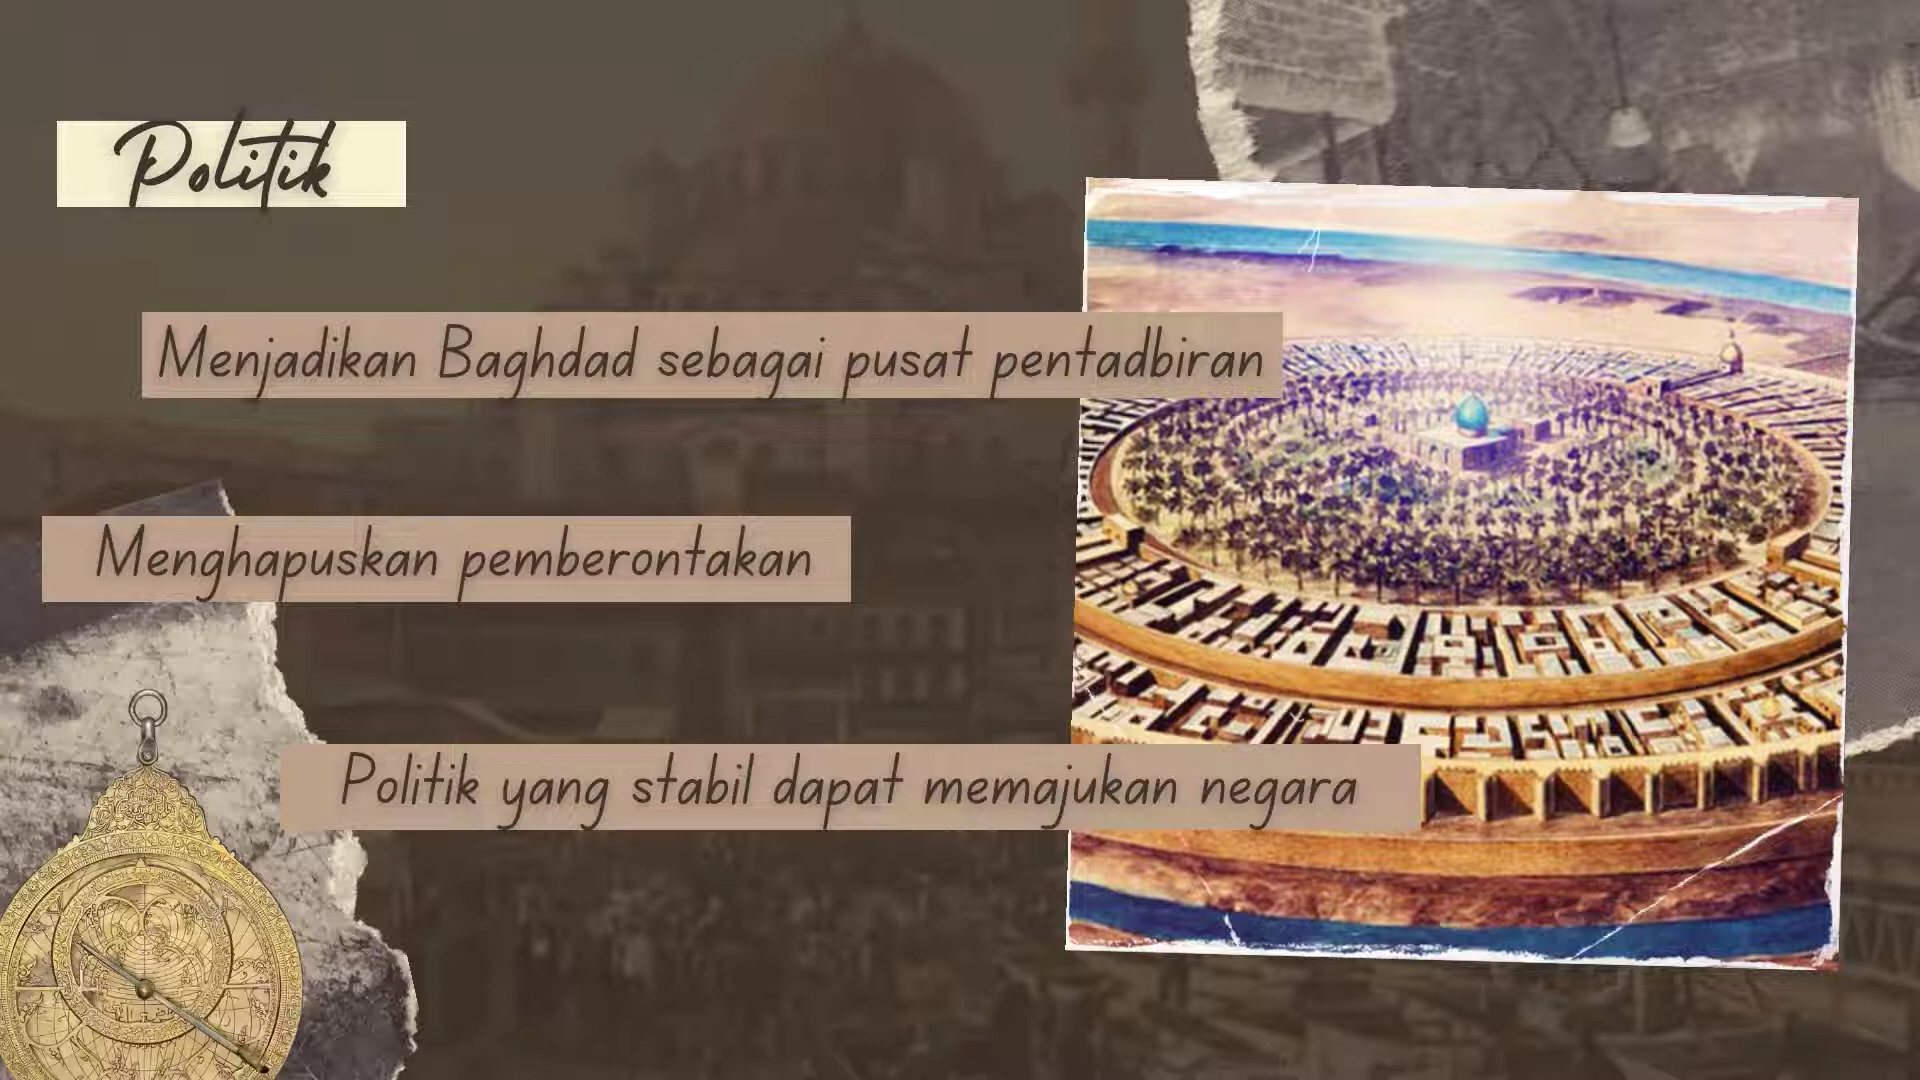 Politik
Menjadikan Baghdad sebagai pusat pentadbiran
Menghapuskan pemberontakan
Politik yang stabil dapat memajukan negara